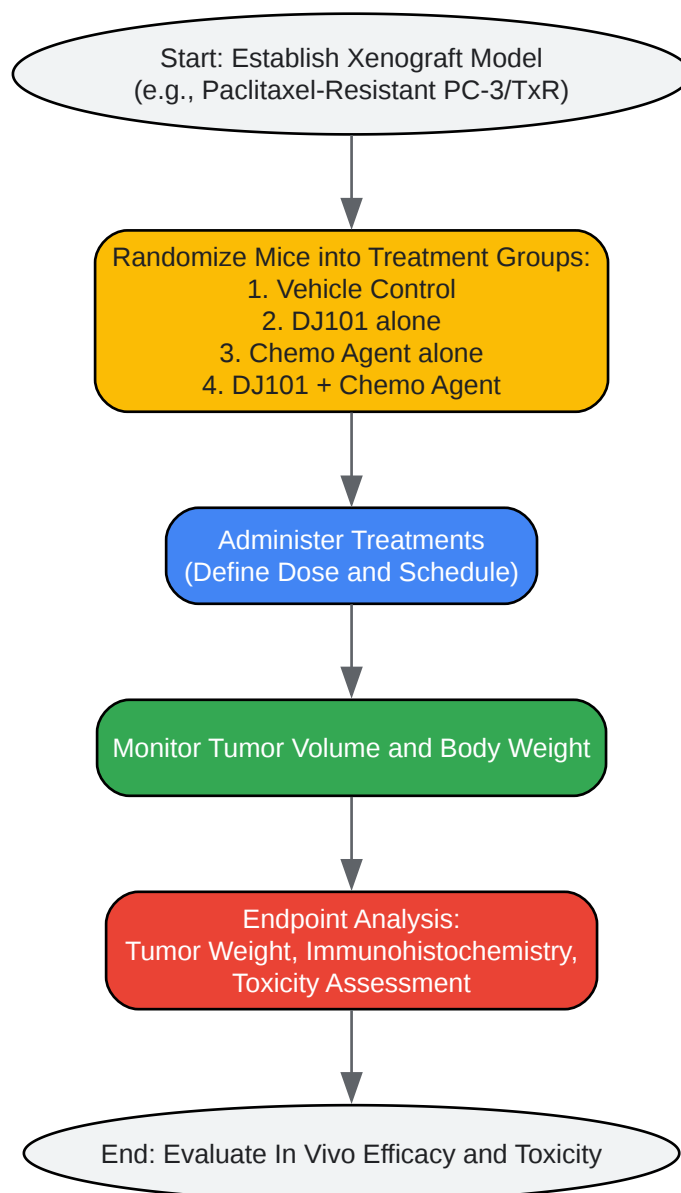 Start: Establish Xenograft Model
(e.g., Paclitaxel-Resistant PC-3/TxR)
Randomize Mice into Treatment Groups:
1. Vehicle Control
2. DJ101 alone
3. Chemo Agent alone
4. DJ101 + Chemo Agent
Administer Treatments
(Define Dose and Schedule)
Monitor Tumor Volume and Body Weight
Endpoint Analysis:
Tumor Weight, Immunohistochemistry,
Toxicity Assessment
End: Evaluate In Vivo Efficacy and Toxicity